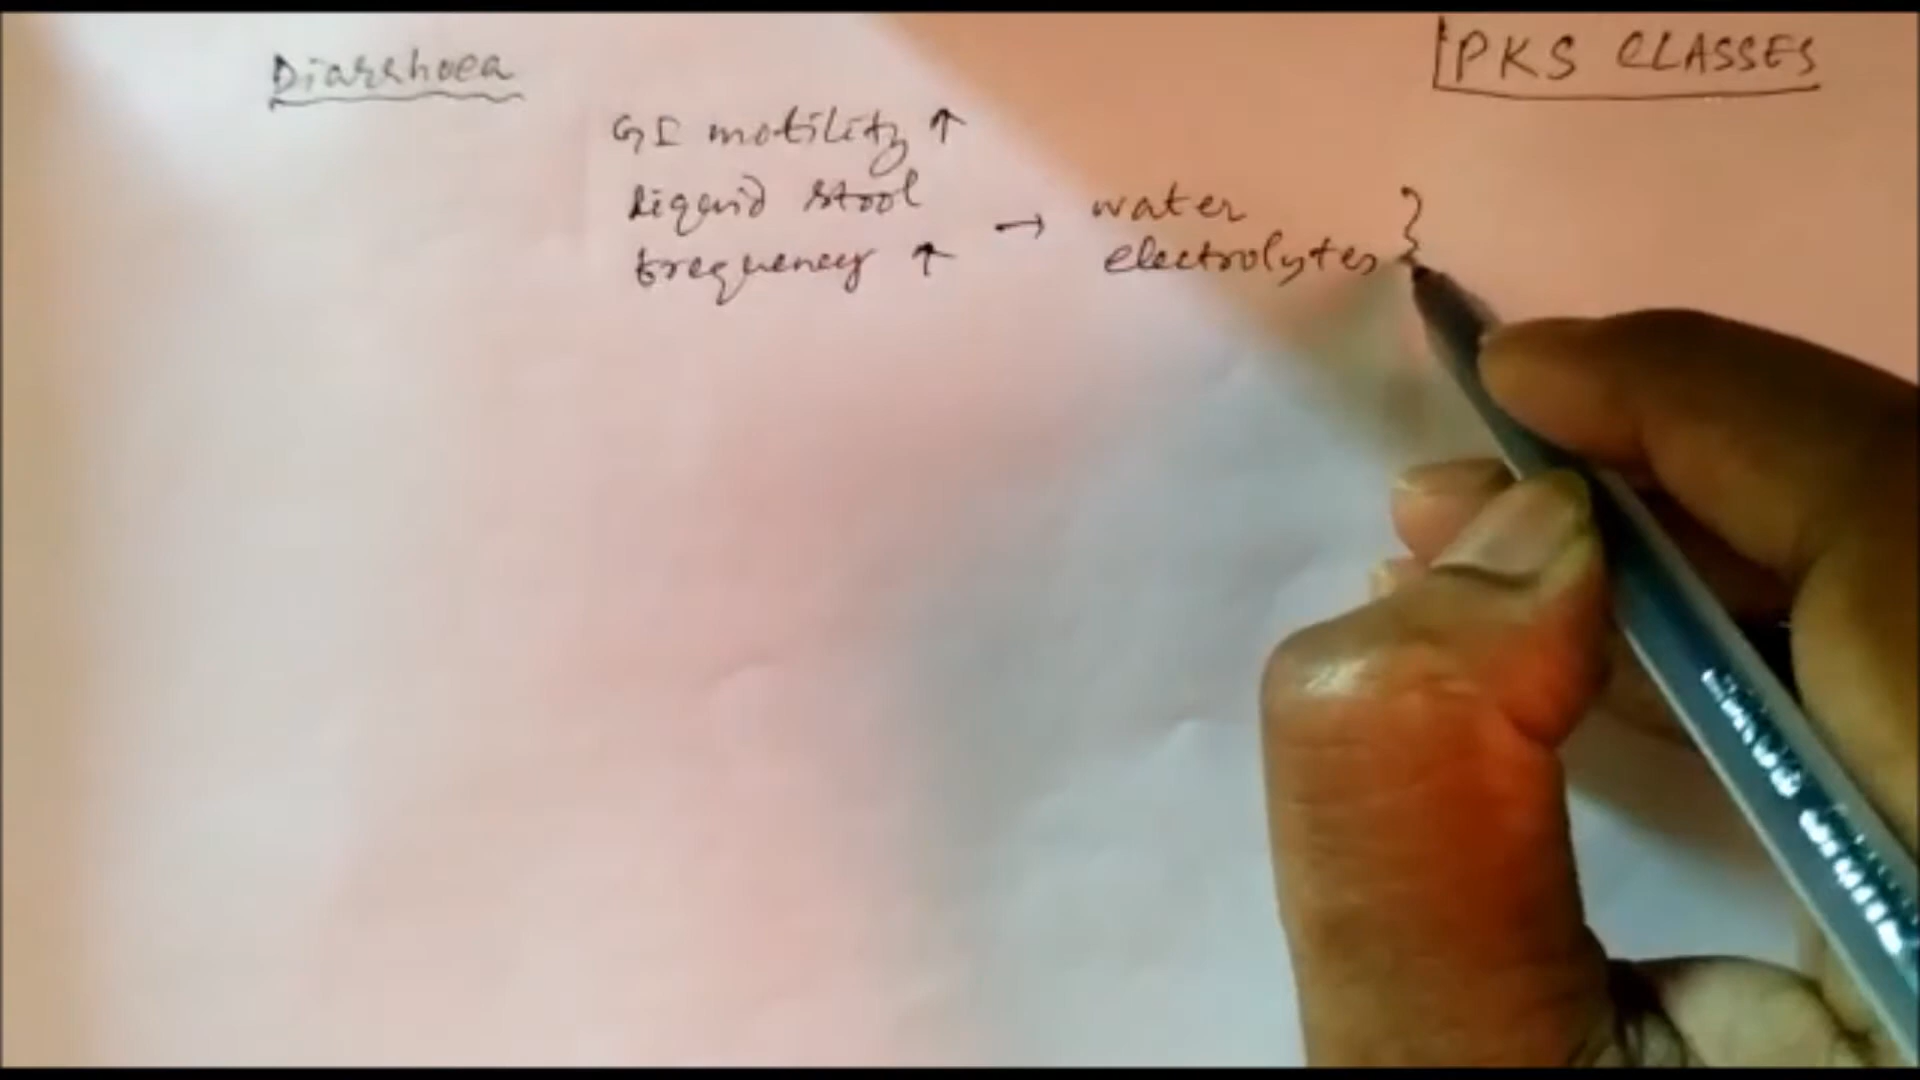 Diarrhoea
PKS CLASSES
GI motility ↑
liquid stool
frequency ↑ → water
electrolytes }